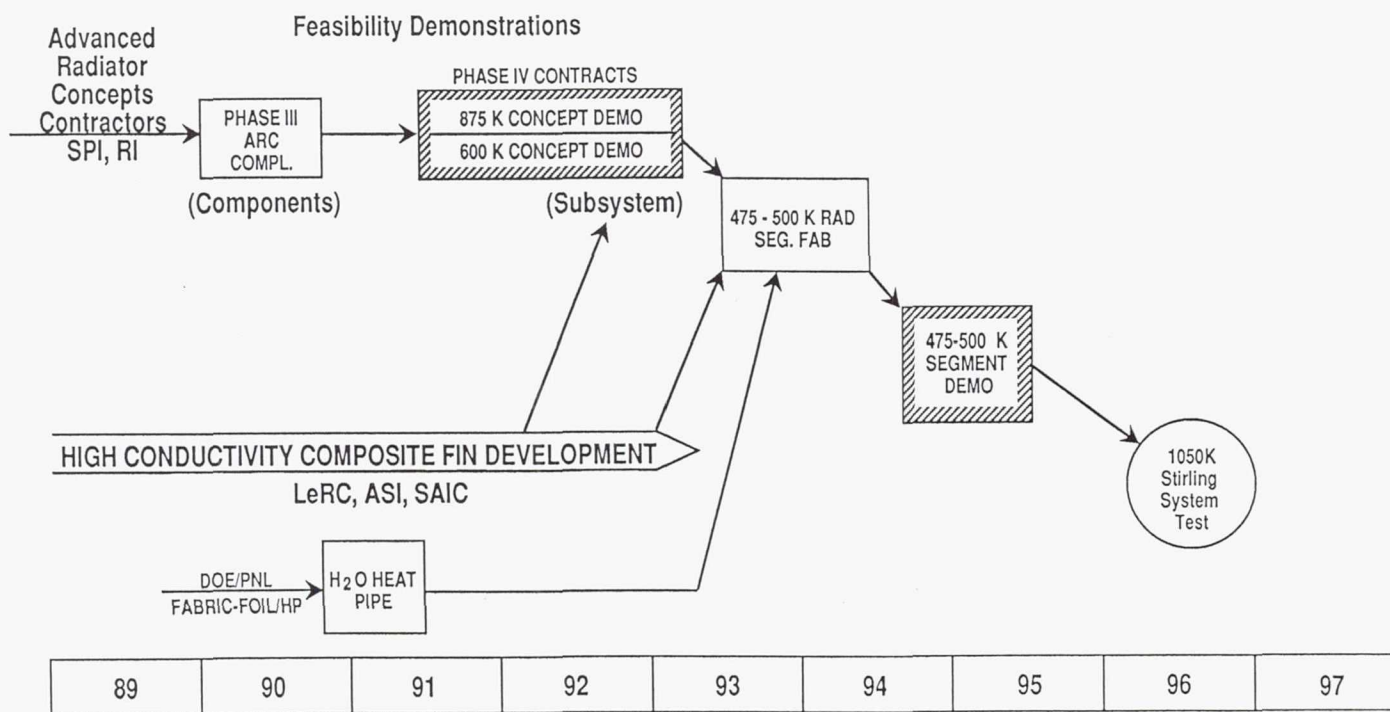 Feasibility Demonstrations
Advanced
Radiator
Concepts
Contractors
SPI, RI
PHASE III
ARC
COMPL.
(Components)
PHASE IV CONTRACTS
875 K CONCEPT DEMO
600 K CONCEPT DEMO
(Subsystem)
475 - 500 K RAD
SEG. FAB
475-500 K
SEGMENT
DEMO
1050K
Stirling
System
Test
HIGH CONDUCTIVITY COMPOSITE FIN DEVELOPMENT
LeRC, ASI, SAIC
DOE/PNL
FABRIC-FOIL/HP
H2O HEAT
PIPE
89 90 91 92 93 94 95 96 97